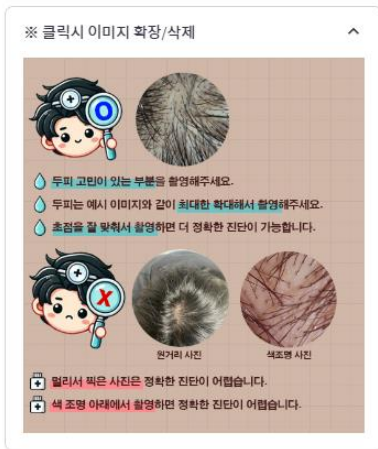 ※ 클릭시 이미지 확장/삭제
O
두피 고민이 있는 부분을 촬영해주세요.
두피는 예시 이미지와 같이 최대한 확대해서 촬영해주세요.
초점을 잘 맞춰서 촬영하면 더 정확한 진단이 가능합니다.
X
원거리 사진
색조명 사진
멀리서 찍은 사진은 정확한 진단이 어렵습니다.
색 조명 아래에서 촬영하면 정확한 진단이 어렵습니다.